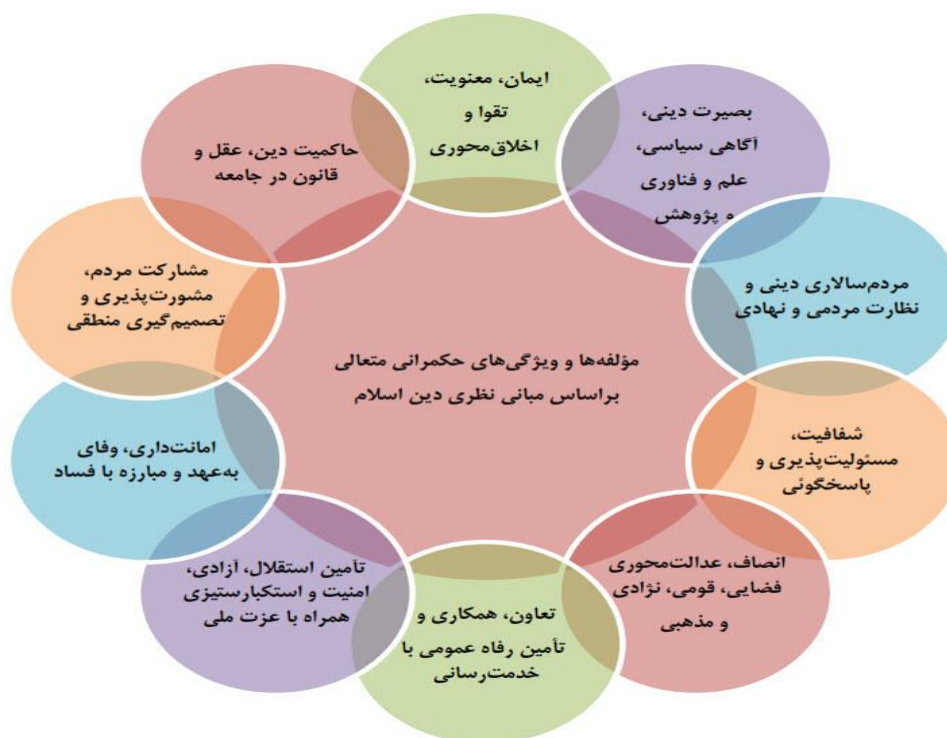 ایمان، معنویت،
تقوا و
اخلاق‌محوری
بصیرت دینی،
آگاهی سیاسی،
علم و فناوری
و پژوهش
مردم‌سالاری دینی و
نظارت مردمی و نهادی
شفافیت،
مسئولیت‌پذیری و
پاسخگوئی
انصاف، عدالت‌محوری
فضایی، قومی، نژادی
و مذهبی
تعاون، همکاری و
تأمین رفاه عمومی با
خدمت‌رسانی
تأمین استقلال، آزادی،
امنیت و استکبارستیزی
همراه با عزت ملی
امانت‌داری، وفای
به‌عهد و مبارزه با فساد
مشارکت مردم،
مشورت‌پذیری و
تصمیم‌گیری منطقی
حاکمیت دین، عقل و
قانون در جامعه
مؤلفه‌ها و ویژگی‌های حکمرانی متعالی
براساس مبانی نظری دین اسلام